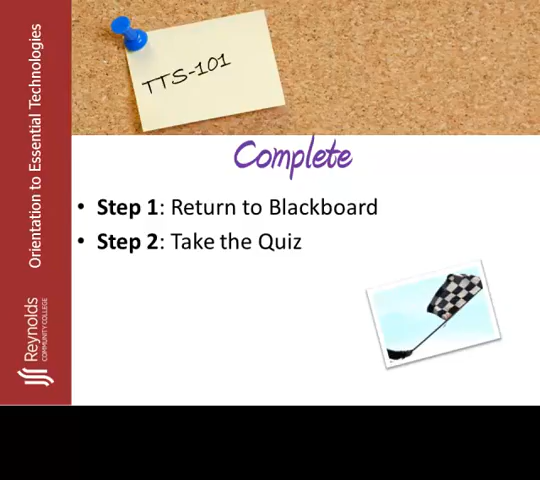 TTS-101
Complete
• Step 1: Return to Blackboard
• Step 2: Take the Quiz
Orientation to Essential Technologies
Reynolds
COMMUNITY COLLEGE